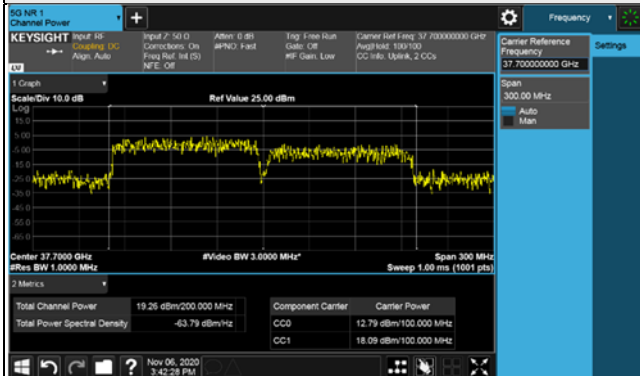 5G NR 1
Channel Power
Frequency
KEYSIGHT
Input: RF
Coupling: DC
Align: Auto
Input Z: 50 Ω
Corrections: On
Freq Ref: Int (S)
NFE: Off
Atten: 0 dB
#PNO: Fast
Trig: Free Run
Gate: Off
#IF Gain: Low
Carrier Ref Freq: 37.700000000 GHz
Avg|Hold: 100/100
CC Info: Uplink, 2 CCs
Carrier Reference
Frequency
37.700000000 GHz
Settings
Span
300.00 MHz
Auto
Man
1 Graph
Scale/Div 10.0 dB
Ref Value 25.00 dBm
Log
15.0
5.00
-5.00
-15.0
-25.0
-35.0
-45.0
-55.0
-65.0
Center 37.7000 GHz
#Video BW 3.0000 MHz*
Span 300 MHz
#Res BW 1.0000 MHz
Sweep 1.00 ms (1001 pts)
2 Metrics
Total Channel Power
19.26 dBm/200.000 MHz
Total Power Spectral Density
-63.79 dBm/Hz
Component Carrier
Carrier Power
CC0
12.79 dBm/100.000 MHz
CC1
18.09 dBm/100.000 MHz
?
Nov 06, 2020
3:42:28 PM